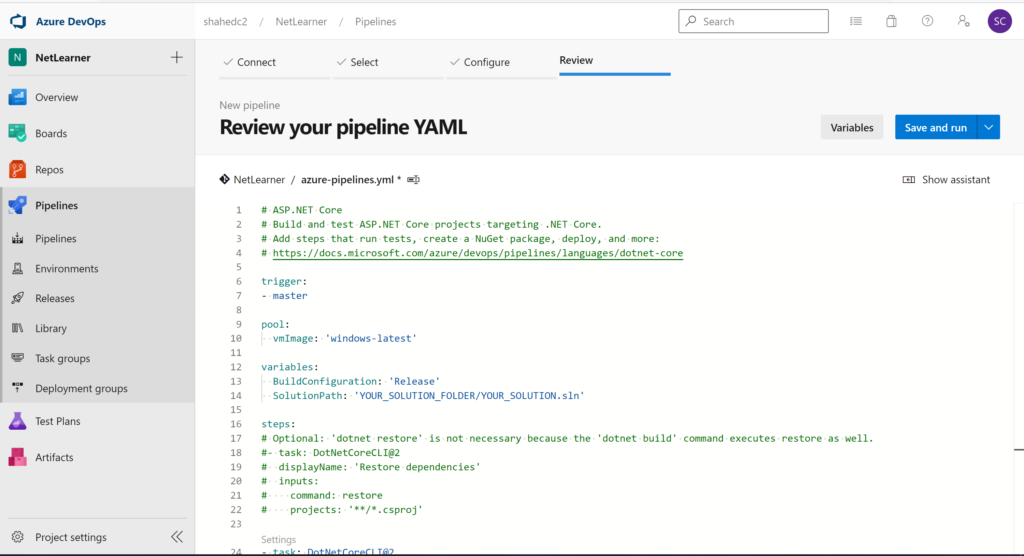 Azure DevOps
shahedc2 / NetLearner / Pipelines
Search
SC
N NetLearner
Overview
Boards
Repos
Pipelines
Pipelines
Environments
Releases
Library
Task groups
Deployment groups
Test Plans
Artifacts
Project settings
Connect
Select
Configure
Review
New pipeline
Review your pipeline YAML
Variables
Save and run
NetLearner / azure-pipelines.yml *
Show assistant
1 # ASP.NET Core
2 # Build and test ASP.NET Core projects targeting .NET Core.
3 # Add steps that run tests, create a NuGet package, deploy, and more:
4 # https://docs.microsoft.com/azure/devops/pipelines/languages/dotnet-core
5
6 trigger:
7 - master
8
9 pool:
10   vmImage: 'windows-latest'
11
12 variables:
13   BuildConfiguration: 'Release'
14   SolutionPath: 'YOUR_SOLUTION_FOLDER/YOUR_SOLUTION.sln'
15
16 steps:
17 # Optional: 'dotnet restore' is not necessary because the 'dotnet build' command executes restore as well.
18 #- task: DotNetCoreCLI@2
19 #  displayName: 'Restore dependencies'
20 #  inputs:
21 #    command: restore
22 #    projects: '**/*.csproj'
23
Settings
24 - task: DotNetCoreCLI@2